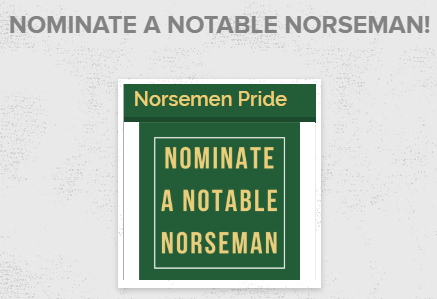 NOMINATE A NOTABLE NORSEMAN!
Norsemen Pride
NOMINATE
A NOTABLE
NORSEMAN